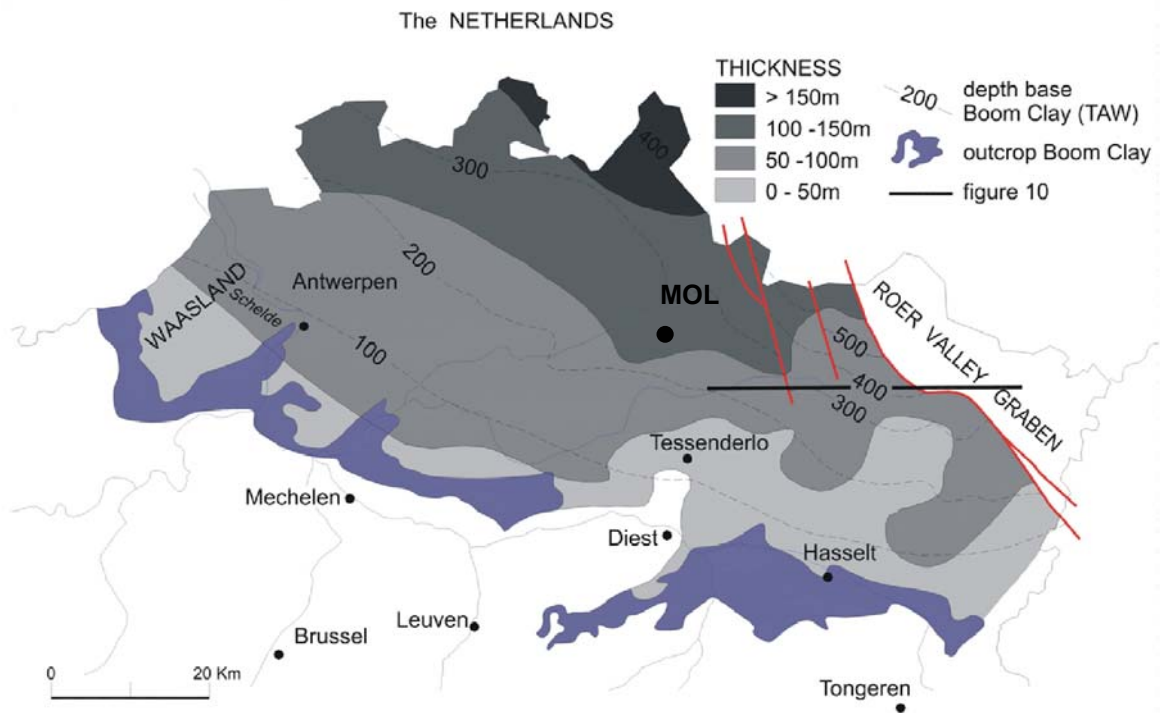 The NETHERLANDS
THICKNESS
> 150m
100 -150m
50 -100m
0 - 50m
200
depth base
Boom Clay (TAW)
outcrop Boom Clay
figure 10
400
300
200
100
WAASLAND
Schelde
Antwerpen
MOL
500
400
300
ROER VALLEY GRABEN
Tessenderlo
Mechelen
Diest
Hasselt
Leuven
Brussel
Tongeren
0 20 Km